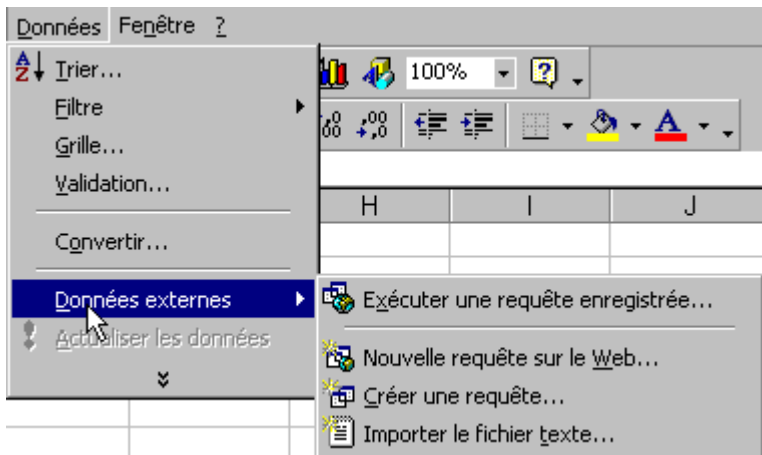 Données Fenêtre ?
Trier...
100%
Filtre
Grille...
Validation...
H I J
Convertir...
Données externes
Exécuter une requête enregistrée...
Actualiser les données
Nouvelle requête sur le Web...
Créer une requête...
Importer le fichier texte...